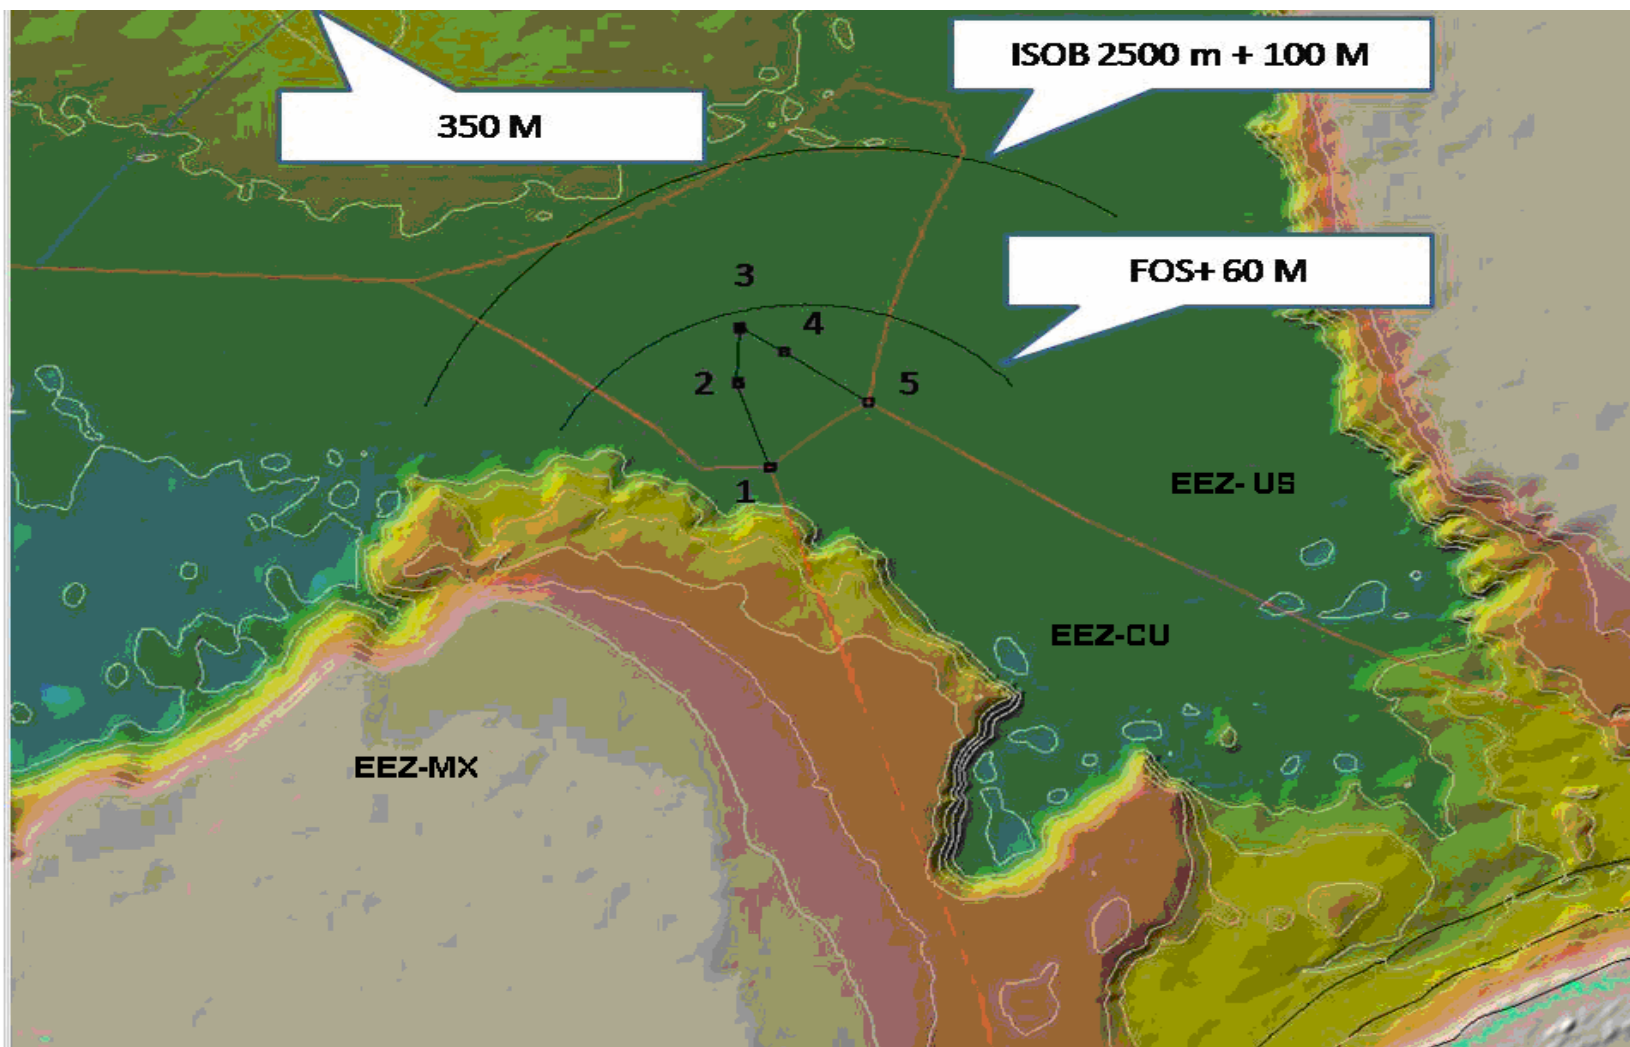 ISOB 2500 m + 100 M
350 M
FOS+ 60 M
3
4
2
5
EEZ- US
1
EEZ-CU
EEZ-MX